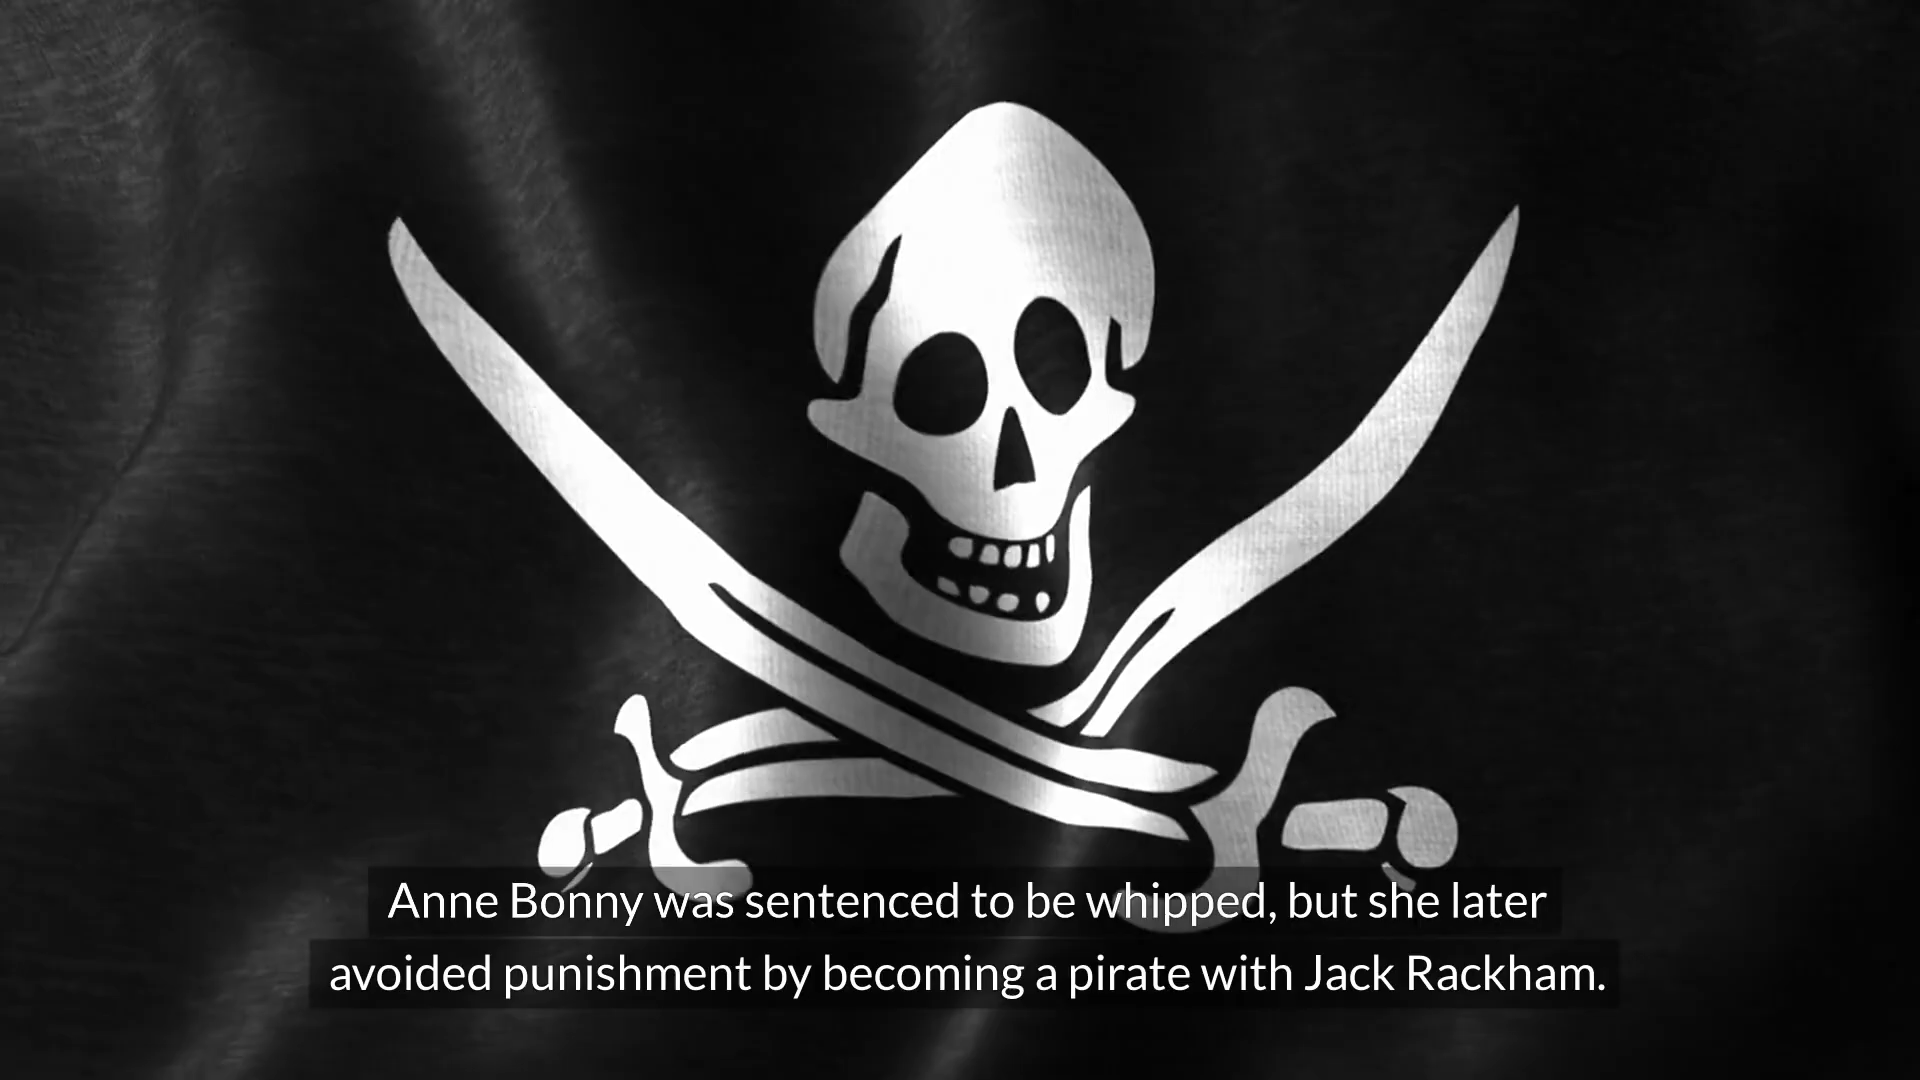 Anne Bonny was sentenced to be whipped, but she later
avoided punishment by becoming a pirate with Jack Rackham.